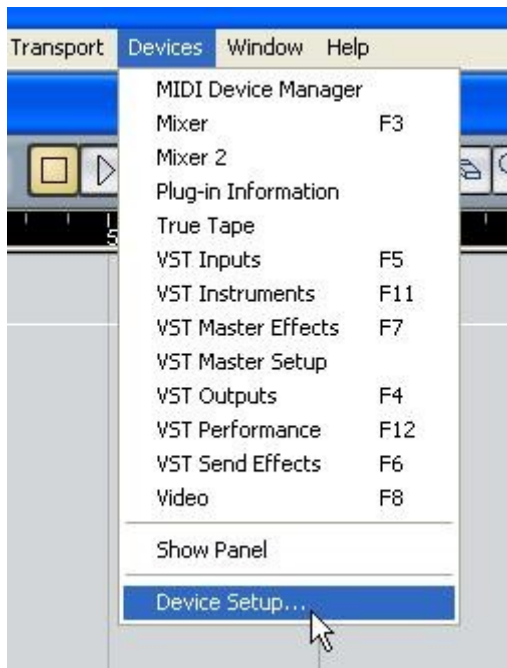 Transport Devices Window Help
MIDI Device Manager
Mixer F3
Mixer 2
Plug-in Information
True Tape
VST Inputs F5
VST Instruments F11
VST Master Effects F7
VST Master Setup
VST Outputs F4
VST Performance F12
VST Send Effects F6
Video F8
Show Panel
Device Setup...